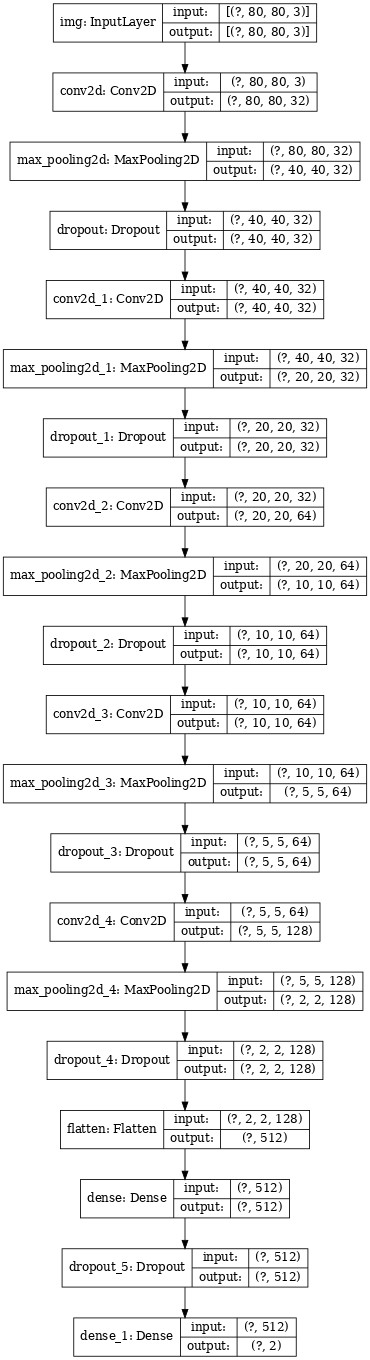 img: InputLayer input: [(?, 80, 80, 3)]
output: [(?, 80, 80, 3)]
conv2d: Conv2D input: (?, 80, 80, 3)
output: (?, 80, 80, 32)
max_pooling2d: MaxPooling2D input: (?, 80, 80, 32)
output: (?, 40, 40, 32)
dropout: Dropout input: (?, 40, 40, 32)
output: (?, 40, 40, 32)
conv2d_1: Conv2D input: (?, 40, 40, 32)
output: (?, 40, 40, 32)
max_pooling2d_1: MaxPooling2D input: (?, 40, 40, 32)
output: (?, 20, 20, 32)
dropout_1: Dropout input: (?, 20, 20, 32)
output: (?, 20, 20, 32)
conv2d_2: Conv2D input: (?, 20, 20, 32)
output: (?, 20, 20, 64)
max_pooling2d_2: MaxPooling2D input: (?, 20, 20, 64)
output: (?, 10, 10, 64)
dropout_2: Dropout input: (?, 10, 10, 64)
output: (?, 10, 10, 64)
conv2d_3: Conv2D input: (?, 10, 10, 64)
output: (?, 10, 10, 64)
max_pooling2d_3: MaxPooling2D input: (?, 10, 10, 64)
output: (?, 5, 5, 64)
dropout_3: Dropout input: (?, 5, 5, 64)
output: (?, 5, 5, 64)
conv2d_4: Conv2D input: (?, 5, 5, 64)
output: (?, 5, 5, 128)
max_pooling2d_4: MaxPooling2D input: (?, 5, 5, 128)
output: (?, 2, 2, 128)
dropout_4: Dropout input: (?, 2, 2, 128)
output: (?, 2, 2, 128)
flatten: Flatten input: (?, 2, 2, 128)
output: (?, 512)
dense: Dense input: (?, 512)
output: (?, 512)
dropout_5: Dropout input: (?, 512)
output: (?, 512)
dense_1: Dense input: (?, 512)
output: (?, 2)